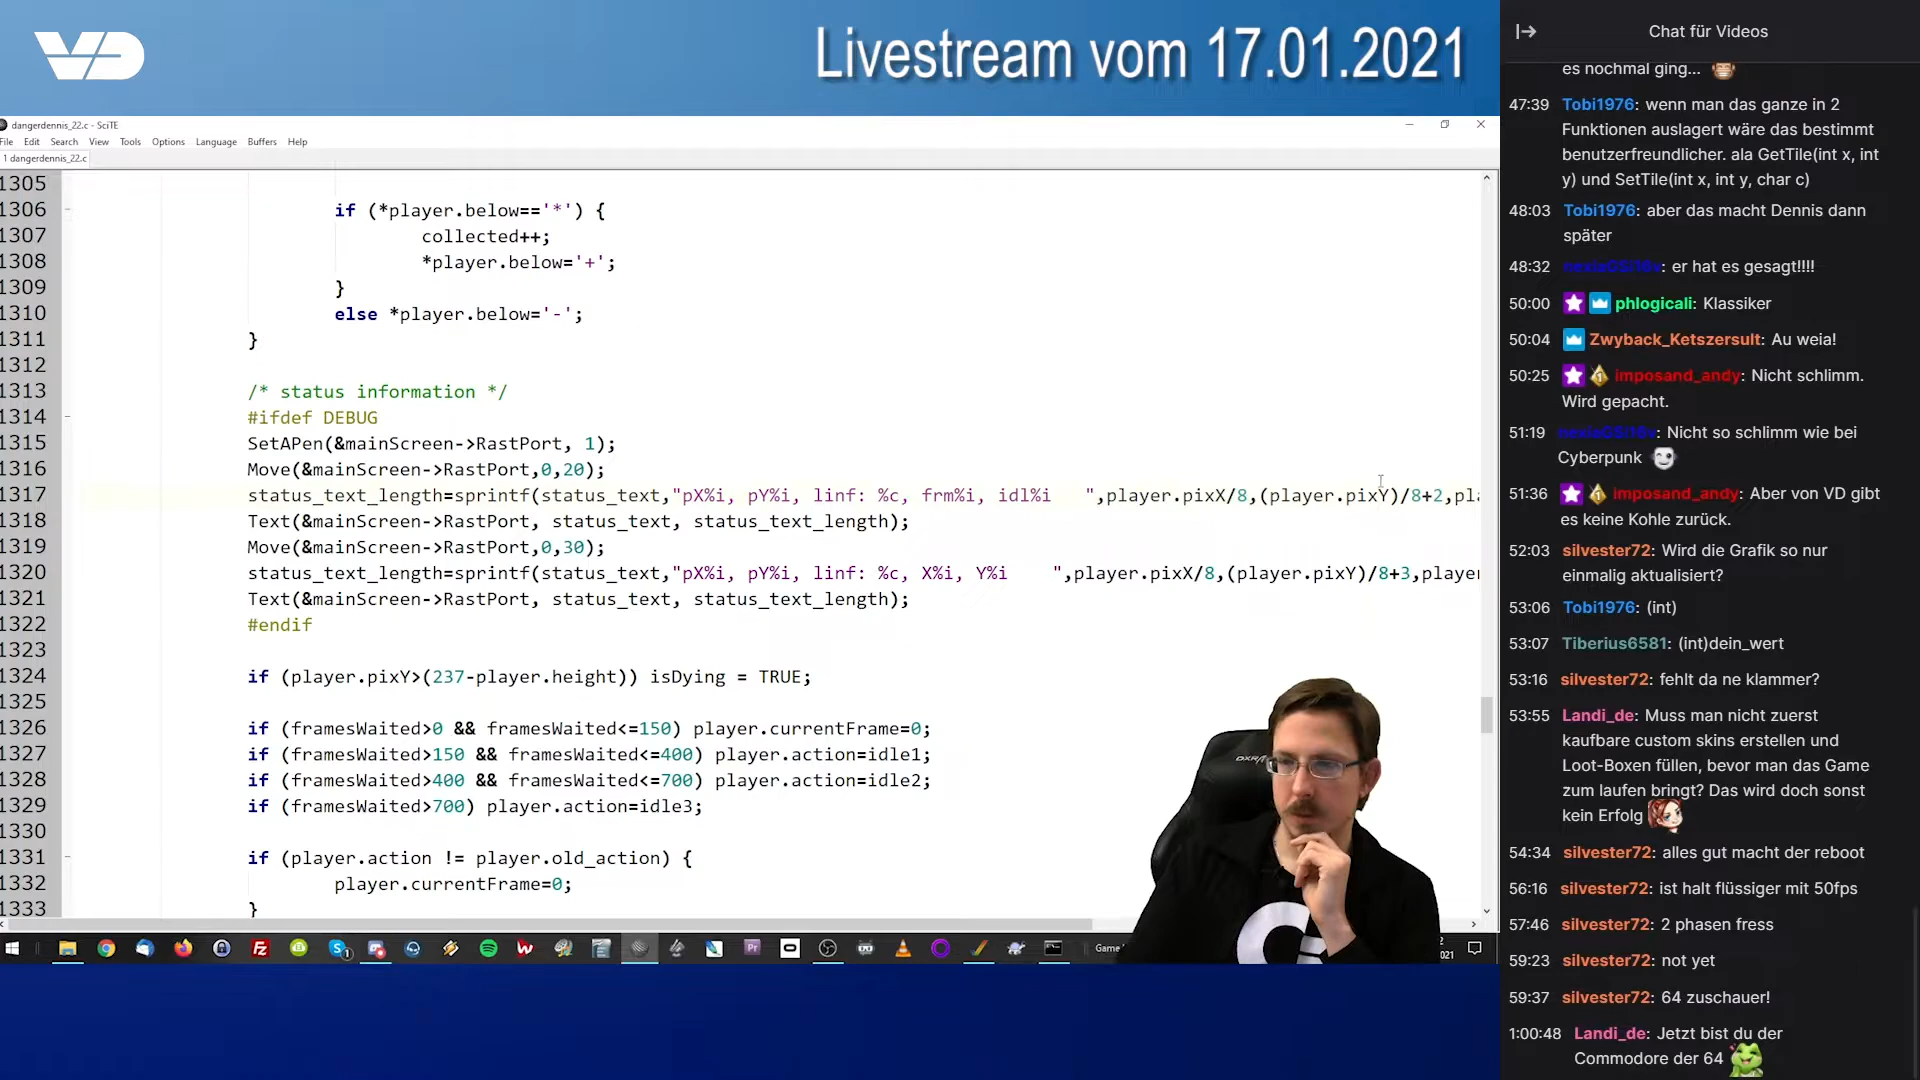 VD
Livestream vom 17.01.2021
dangerdennis_22.c - SciTE
File Edit Search View Tools Options Language Buffers Help
1 dangerdennis_22.c
1305
1306 if (*player.below=='*') {
1307 collected++;
1308 *player.below='+';
1309 }
1310 else *player.below='-';
1311 }
1312
1313 /* status information */
1314 #ifdef DEBUG
1315 SetAPen(&mainScreen->RastPort, 1);
1316 Move(&mainScreen->RastPort,0,20);
1317 status_text_length=sprintf(status_text,"pX%i, pY%i, linf: %c, frm%i, idl%i   ",player.pixX/8,(player.pixY)/8+2,pla
1318 Text(&mainScreen->RastPort, status_text, status_text_length);
1319 Move(&mainScreen->RastPort,0,30);
1320 status_text_length=sprintf(status_text,"pX%i, pY%i, linf: %c, X%i, Y%i    ",player.pixX/8,(player.pixY)/8+3,player
1321 Text(&mainScreen->RastPort, status_text, status_text_length);
1322 #endif
1323
1324 if (player.pixY>(237-player.height)) isDying = TRUE;
1325
1326 if (framesWaited>0 && framesWaited<=150) player.currentFrame=0;
1327 if (framesWaited>150 && framesWaited<=400) player.action=idle1;
1328 if (framesWaited>400 && framesWaited<=700) player.action=idle2;
1329 if (framesWaited>700) player.action=idle3;
1330
1331 if (player.action != player.old_action) {
1332 player.currentFrame=0;
1333 }
Game
021
Chat für Videos
es nochmal ging...
47:39 Tobi1976: wenn man das ganze in 2
Funktionen auslagert wäre das bestimmt
benutzerfreundlicher. ala GetTile(int x, int
y) und SetTile(int x, int y, char c)
48:03 Tobi1976: aber das macht Dennis dann
später
48:32 : er hat es gesagt!!!!
50:00 phlogicali: Klassiker
50:04 Zwyback_Ketszersult: Au weia!
50:25 imposand_andy: Nicht schlimm.
Wird gepacht.
51:19 : Nicht so schlimm wie bei
Cyberpunk
51:36 imposand_andy: Aber von VD gibt
es keine Kohle zurück.
52:03 silvester72: Wird die Grafik so nur
einmalig aktualisiert?
53:06 Tobi1976: (int)
53:07 Tiberius6581: (int)dein_wert
53:16 silvester72: fehlt da ne klammer?
53:55 Landi_de: Muss man nicht zuerst
kaufbare custom skins erstellen und
Loot-Boxen füllen, bevor man das Game
zum laufen bringt? Das wird doch sonst
kein Erfolg
54:34 silvester72: alles gut macht der reboot
56:16 silvester72: ist halt flüssiger mit 50fps
57:46 silvester72: 2 phasen fress
59:23 silvester72: not yet
59:37 silvester72: 64 zuschauer!
1:00:48 Landi_de: Jetzt bist du der
Commodore der 64